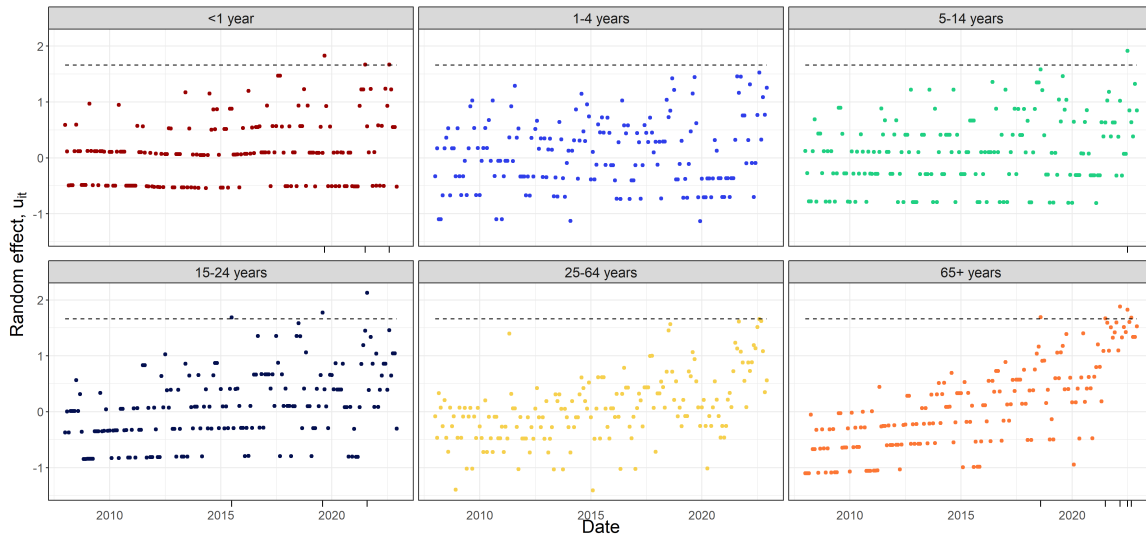 <1 year
1-4 years
5-14 years
2
1
0
-1
15-24 years
25-64 years
65+ years
2
1
0
-1
2010
2015
2020
2010
2015
2020
2010
2015
2020
Date
Random effect, uit